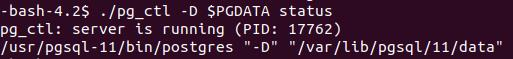 -bash-4.2$ ./pg_ctl -D $PGDATA status
pg_ctl: server is running (PID: 17762)
/usr/pgsql-11/bin/postgres "-D" "/var/lib/pgsql/11/data"